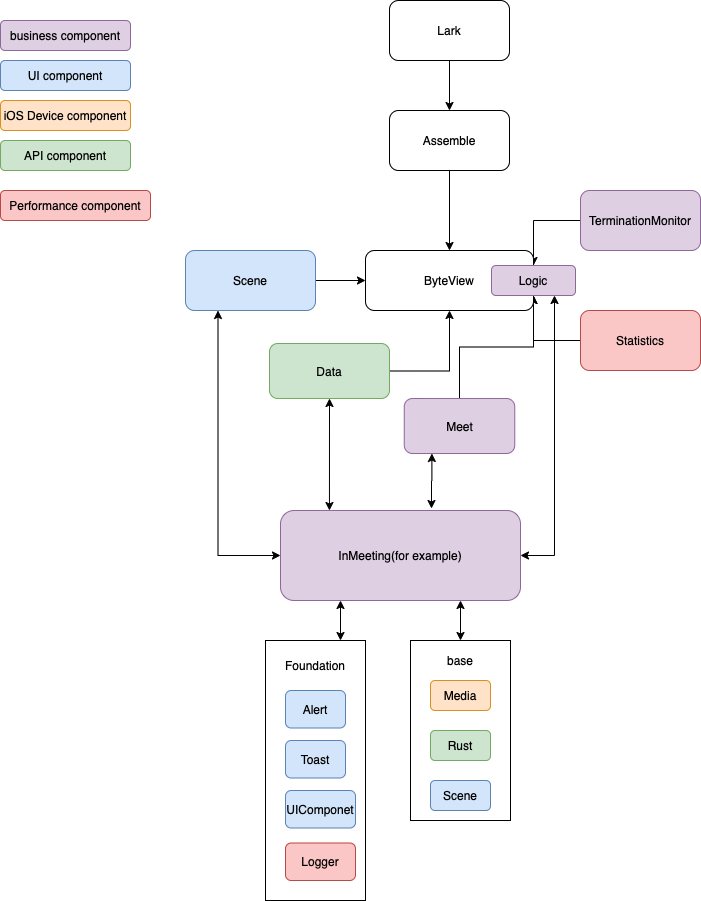 Lark
business component
UI component
iOS Device component
Assemble
API component
Performance component
TerminationMonitor
Scene
ByteView
Logic
Statistics
Data
Meet
InMeeting(for example)
Foundation
Alert
Toast
UIComponet
Logger
base
Media
Rust
Scene